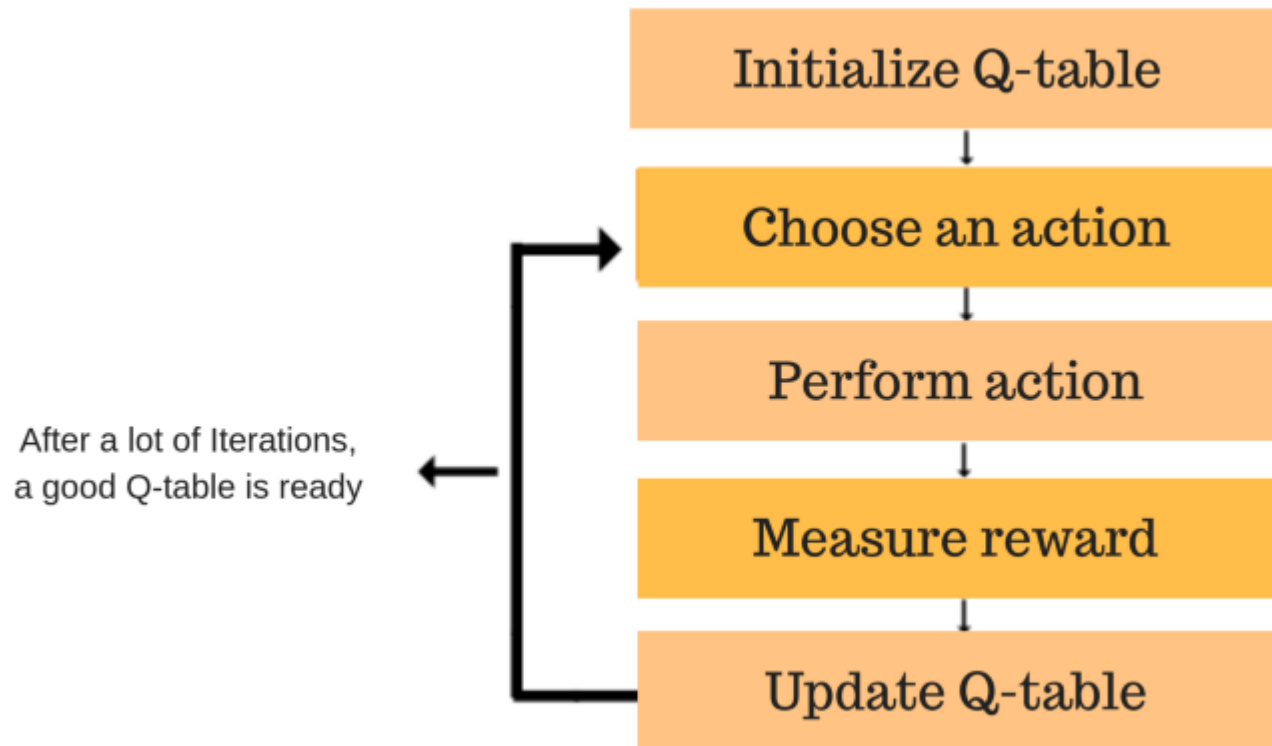 Initialize Q-table
Choose an action
Perform action
After a lot of Iterations,
a good Q-table is ready
Measure reward
Update Q-table